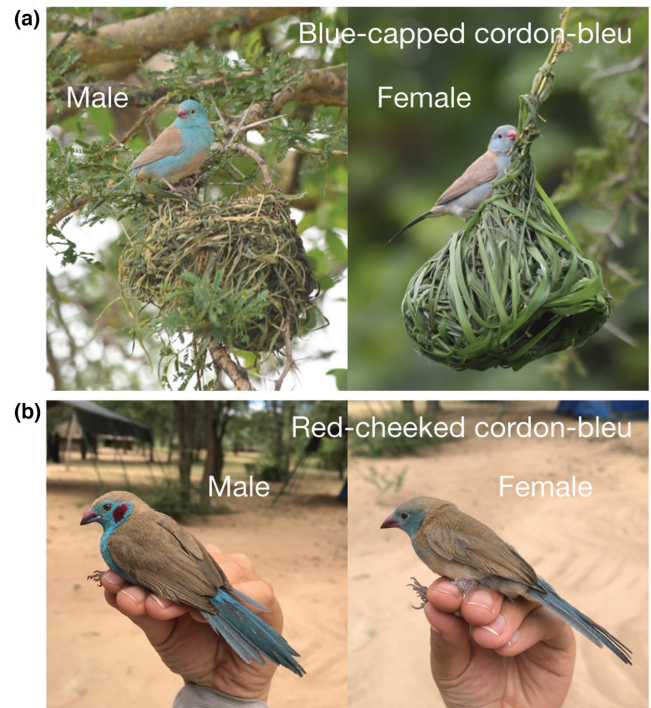 (a)
Blue-capped cordon-bleu
Male
Female
(b)
Red-cheeked cordon-bleu
Male
Female